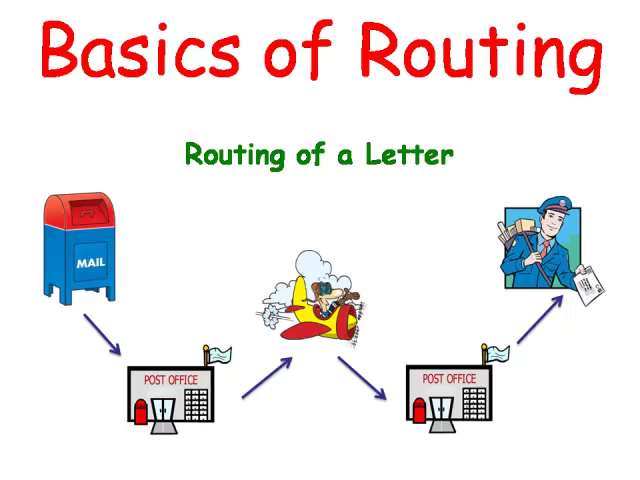 Basics of Routing
Routing of a Letter
MAIL
POST OFFICE
POST OFFICE